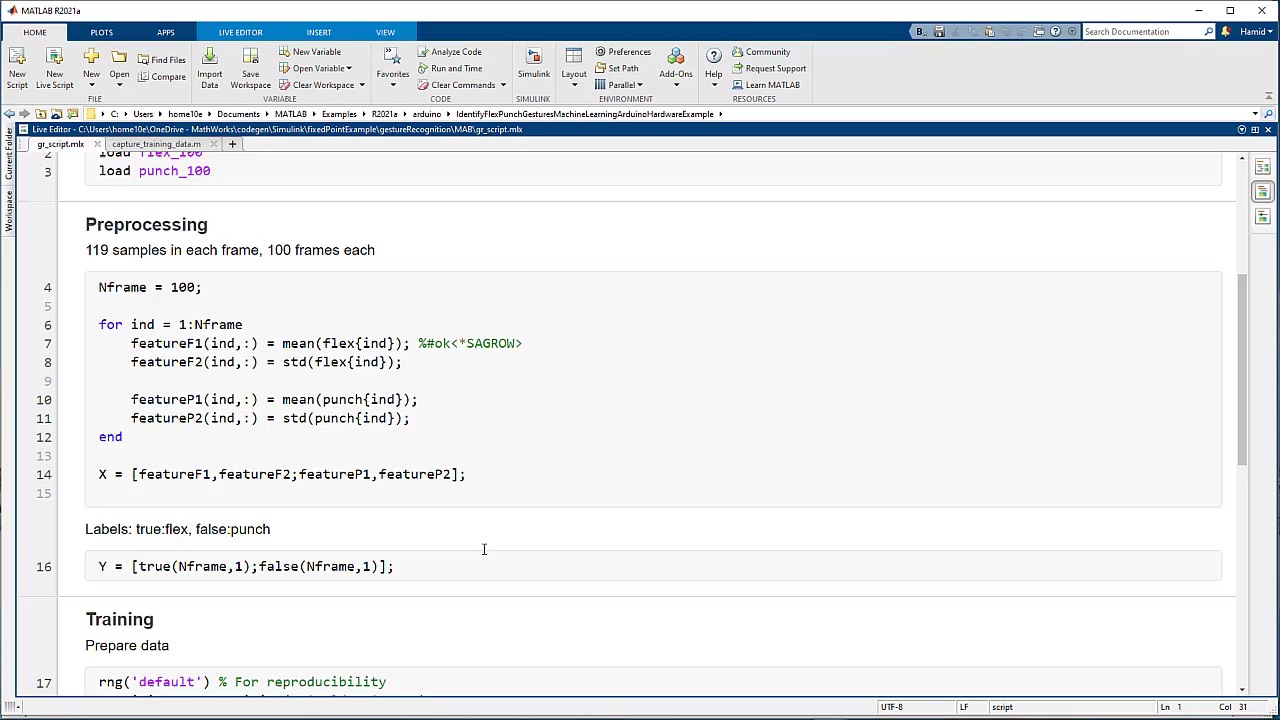 MATLAB R2021a
HOME PLOTS APPS LIVE EDITOR INSERT VIEW
Search Documentation
Hamid
New Script
New Live Script
New
Open
Find Files
Compare
FILE
Import Data
Save Workspace
New Variable
Open Variable
Clear Workspace
VARIABLE
Favorites
Analyze Code
Run and Time
Clear Commands
CODE
Simulink
SIMULINK
Layout
Preferences
Set Path
Parallel
Add-Ons
ENVIRONMENT
Help
Community
Request Support
Learn MATLAB
RESOURCES
C: ▸ Users ▸ home10e ▸ Documents ▸ MATLAB ▸ Examples ▸ R2021a ▸ arduino ▸ IdentifyFlexPunchGesturesMachineLearningArduinoHardwareExample ▸
Current Folder
Workspace
Live Editor - C:\Users\home10e\OneDrive - MathWorks\codegen\Simulink\fixedPointExample\gestureRecognition\MAB\gr_script.mlx
gr_script.mlx
capture_training_data.m
2 load flex_100
3 load punch_100
Preprocessing
119 samples in each frame, 100 frames each
4 Nframe = 100;
5
6 for ind = 1:Nframe
7 featureF1(ind,:) = mean(flex{ind}); %#ok<*SAGROW>
8 featureF2(ind,:) = std(flex{ind});
9
10 featureP1(ind,:) = mean(punch{ind});
11 featureP2(ind,:) = std(punch{ind});
12 end
13
14 X = [featureF1,featureF2;featureP1,featureP2];
15
Labels: true:flex, false:punch
16 Y = [true(Nframe,1);false(Nframe,1)];
Training
Prepare data
17 rng('default') % For reproducibility
UTF-8 LF script Ln 1 Col 31